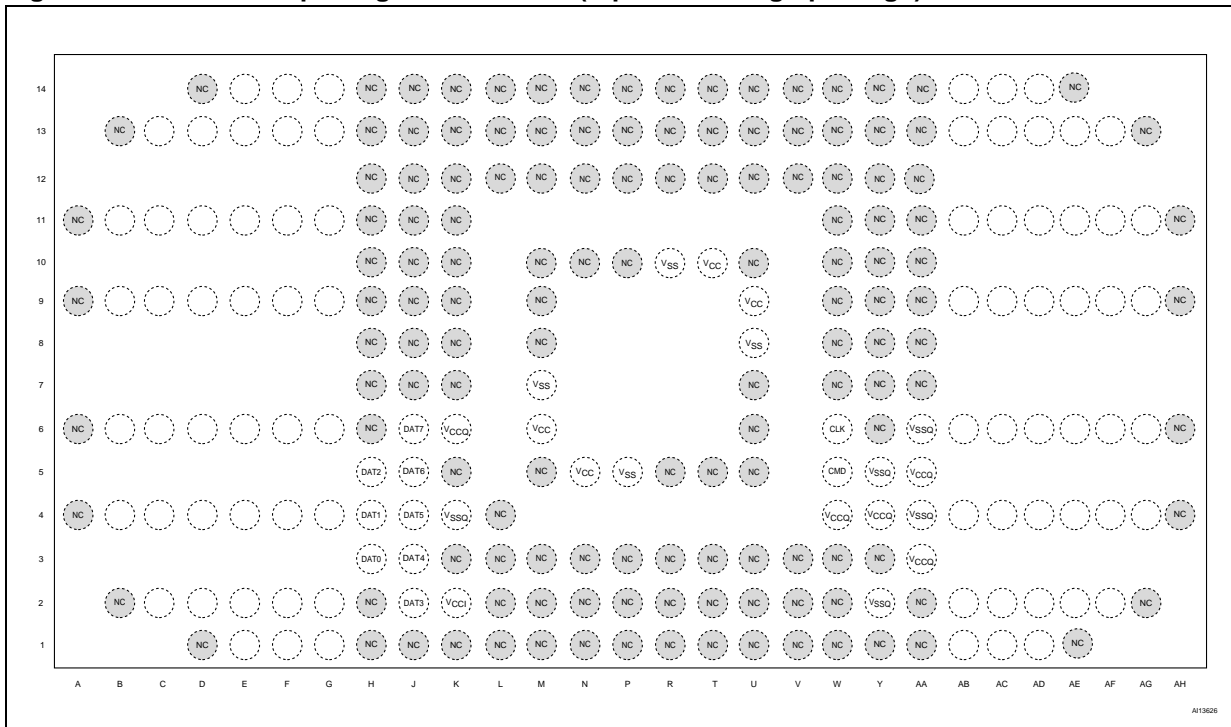 14 NC NC NC NC NC NC NC NC NC NC NC NC NC NC NC NC
13 NC NC NC NC NC NC NC NC NC NC NC NC NC NC NC NC
12 NC NC NC NC NC NC NC NC NC NC NC NC NC NC
11 NC NC NC NC NC NC NC NC
10 NC NC NC NC NC NC VSS VCC NC NC NC NC
9 NC NC NC NC NC VCC NC NC NC NC
8 NC NC NC NC VSS NC NC NC
7 NC NC NC VSS NC NC NC NC
6 NC NC DAT7 VCCQ VCC NC CLK NC VSSQ NC
5 DAT2 DAT6 NC NC VCC VSS NC NC NC CMD VSSQ VCCQ
4 NC DAT1 DAT5 VSSQ NC VCCQ VCCQ VSSQ NC
3 DAT0 DAT4 NC NC NC NC NC NC NC NC NC NC NC VCCQ
2 NC NC DAT3 VCCI NC NC NC NC NC NC NC NC NC VSSQ NC NC
1 NC NC NC NC NC NC NC NC NC NC NC NC NC NC NC NC
A B C D E F G H J K L M N P R T U V W Y AA AB AC AD AE AF AG AH
AI13626